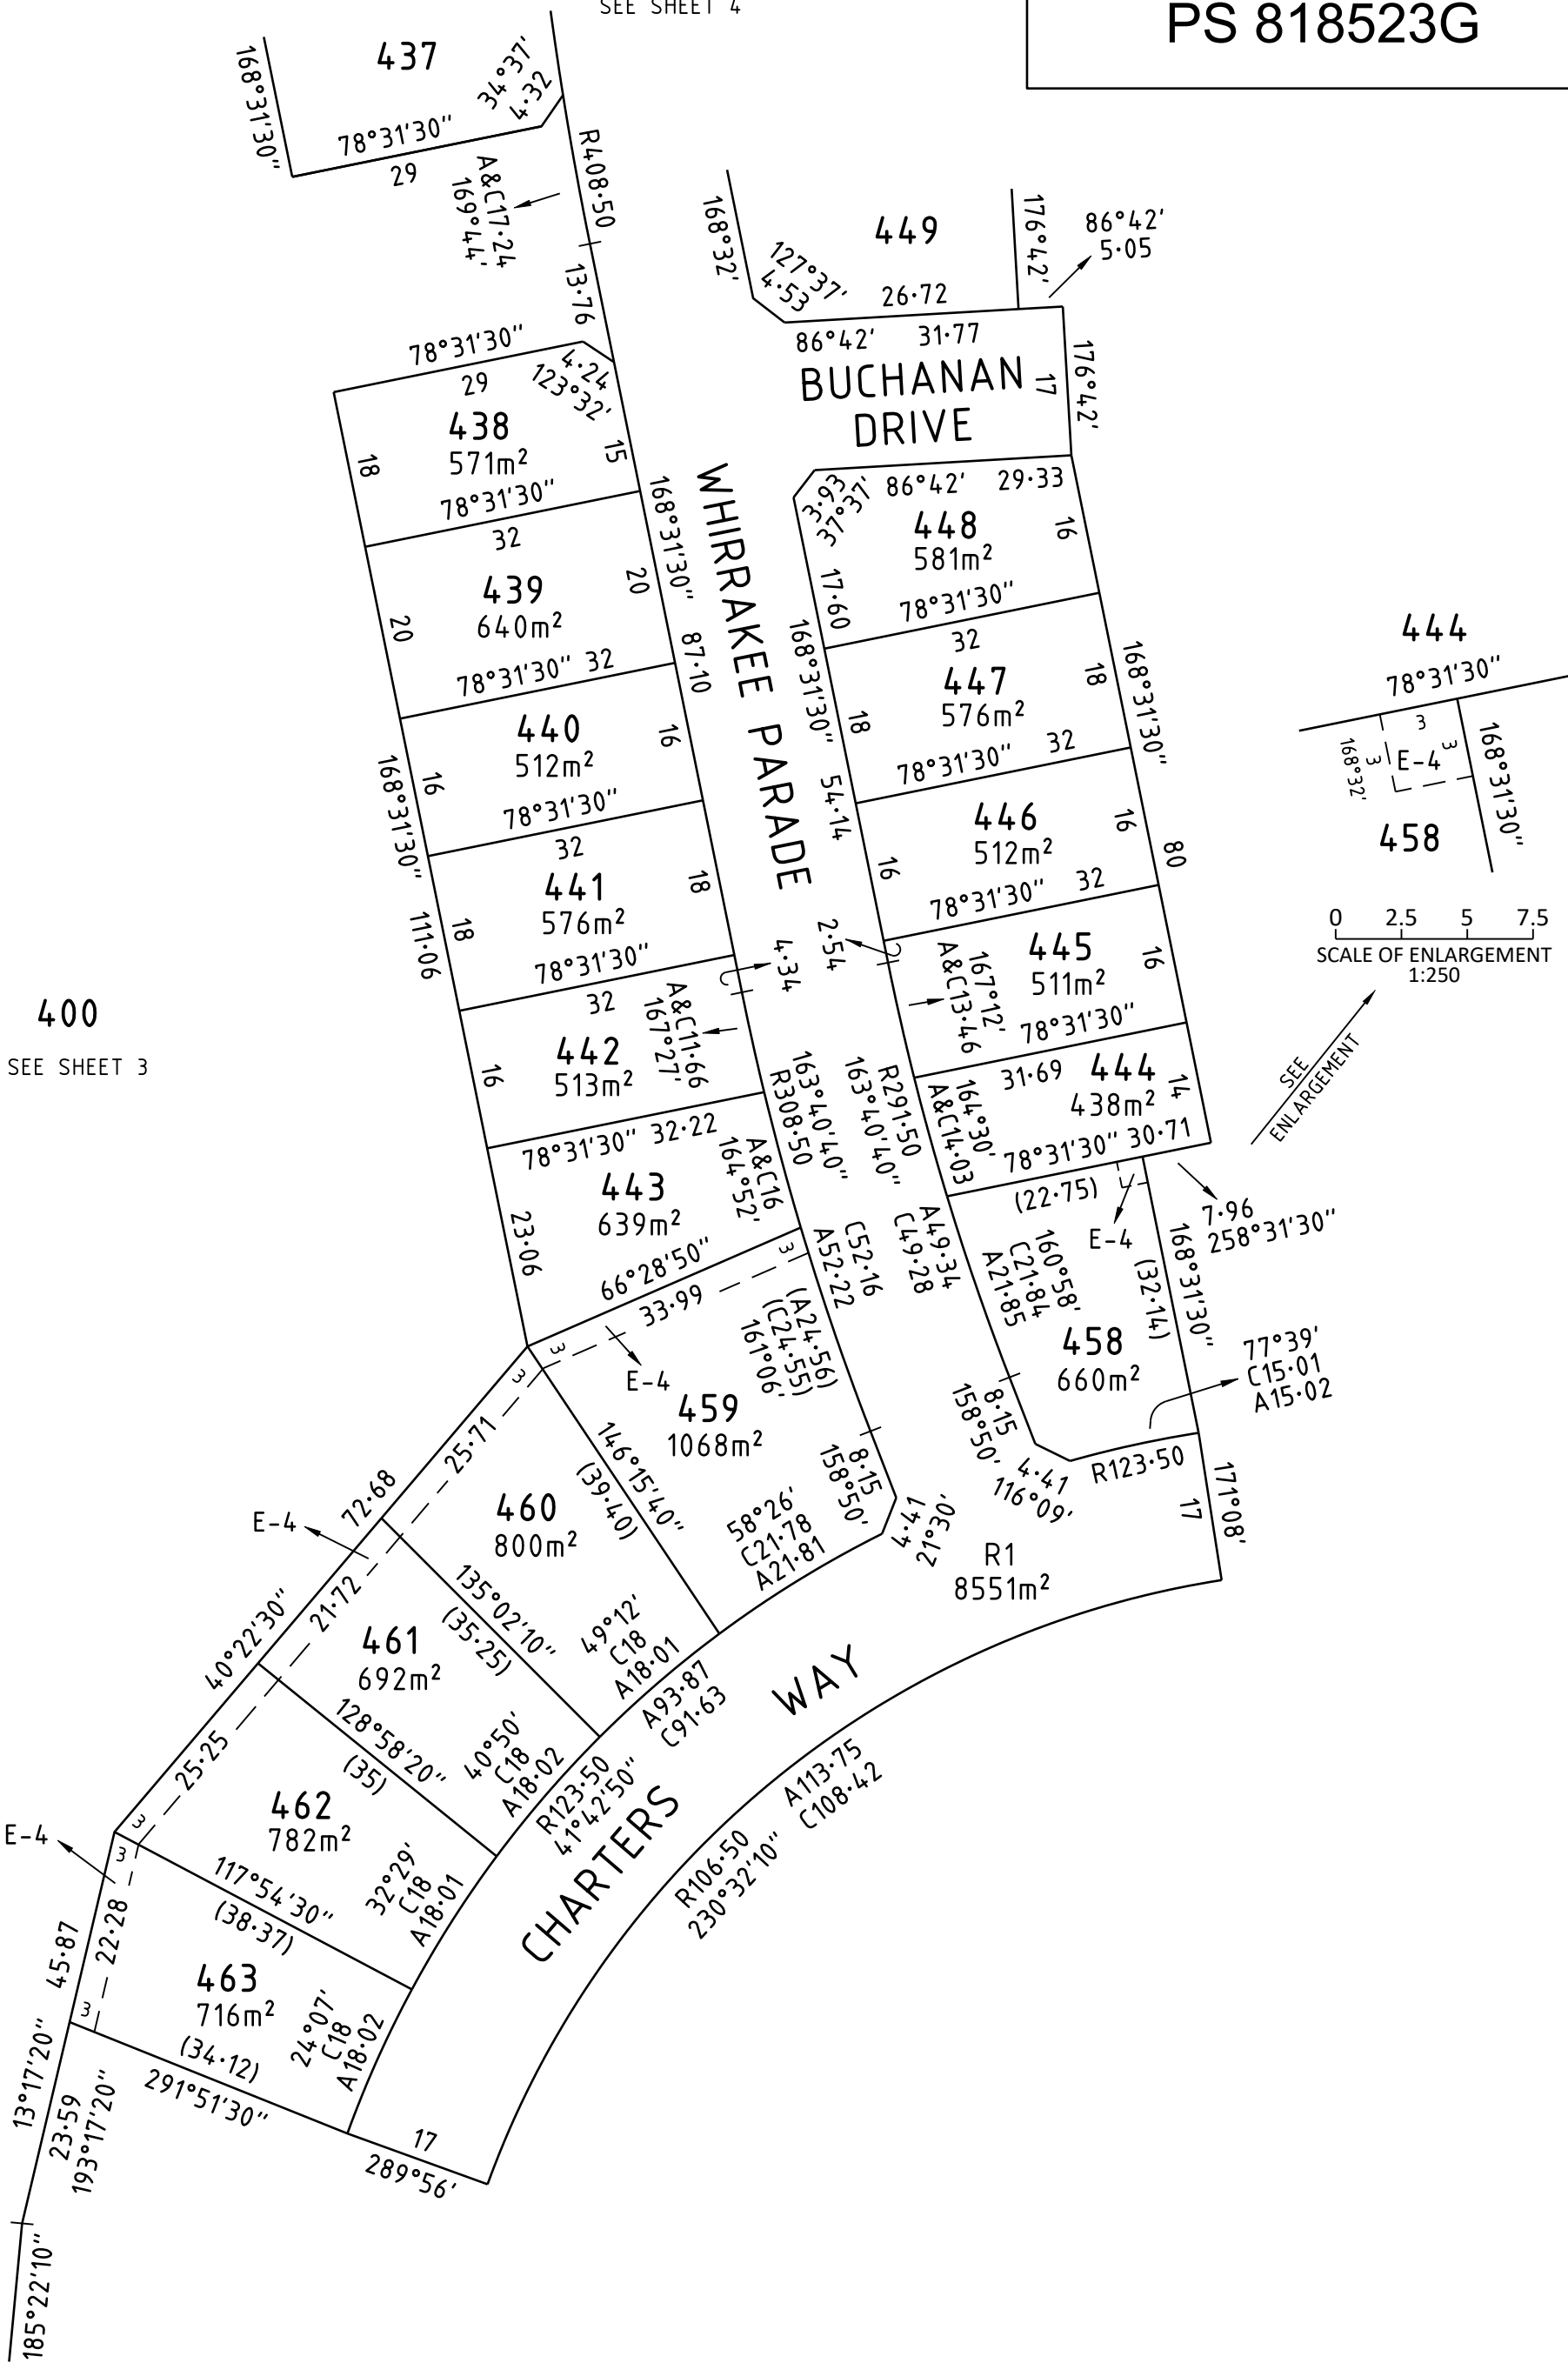 SEE SHEET 4
PS 818523G
437
168°31'30"
78°31'30"
29
34°37'
4·32
R408·50
A&C17·24
169°44'
13·76
449
168°32'
127°37'
4·53
26·72
176°42'
86°42'
5·05
86°42' 31·77
BUCHANAN
DRIVE
17
176°42'
78°31'30"
29
4·24
123°32'
438
571m²
18
15
78°31'30"
32
439
640m²
20
20
78°31'30" 32
440
512m²
16
16
78°31'30"
32
441
576m²
18
18
78°31'30"
32
442
513m²
16
A&C11·66
167°27'
78°31'30" 32·22
443
639m²
23·06
A&C16
164°52'
66°28'50"
33·99
168°31'30"
111·06
168°31'30"
87·10
4·34
WHIRRAKEE PARADE
3·93
37°37'
86°42' 29·33
448
581m²
16
17·60
78°31'30"
32
447
576m²
18
18
78°31'30" 32
446
512m²
16
16
78°31'30" 32
445
511m²
16
167°12'
A&C13·46
78°31'30"
31·69
444
438m²
14
164°30'
A&C14·03
78°31'30" 30·71
(22·75)
168°31'30"
54·14
2·54
168°31'30"
80
163°40'40"
R308·50
R291·50
163°40'40"
C52·16
A52·22
A49·34
C49·28
444
78°31'30"
3
3
3
168°32'
E-4
168°31'30"
458
0 2.5 5 7.5
SCALE OF ENLARGEMENT
1:250
SEE
ENLARGEMENT
7·96
258°31'30"
E-4
168°31'30"
(32·14)
160°58'
C21·84
A21·85
458
660m²
77°39'
C15·01
A15·02
8·15
158°50'
4·41
116°09'
R123·50
17
171°08'
400
SEE SHEET 3
3
3
3
E-4
(A24·56)
(C24·55)
161°06'
459
1068m²
8·15
158°50'
4·41
21°30'
58°26'
C21·78
A21·81
146°15'40"
(39·40)
R1
8551m²
25·71
72·68
E-4
460
800m²
135°02'10"
(35·25)
49°12'
C18
A18·01
21·72
40°22'30"
461
692m²
128°58'20"
(35)
40°50'
C18
A18·02
A93·87
C91·63
R123·50
41°42'50"
CHARTERS WAY
A113·75
C108·42
R106·50
230°32'10"
25·25
462
782m²
32°29'
C18
A18·01
E-4
3
3
117°54'30"
(38·37)
45·87
22·28
463
716m²
24°07'
C18
A18·02
3
(34·12)
291°51'30"
13°17'20"
23·59
193°17'20"
17
289°56'
185°22'10"